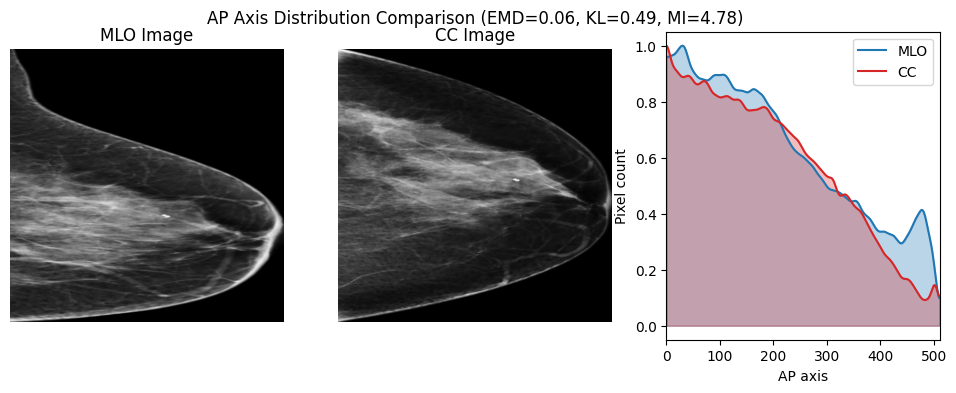 AP Axis Distribution Comparison (EMD=0.06, KL=0.49, MI=4.78)
MLO Image
CC Image
MLO
CC
Pixel count
1.0
0.8
0.6
0.4
0.2
0.0
0 100 200 300 400 500
AP axis